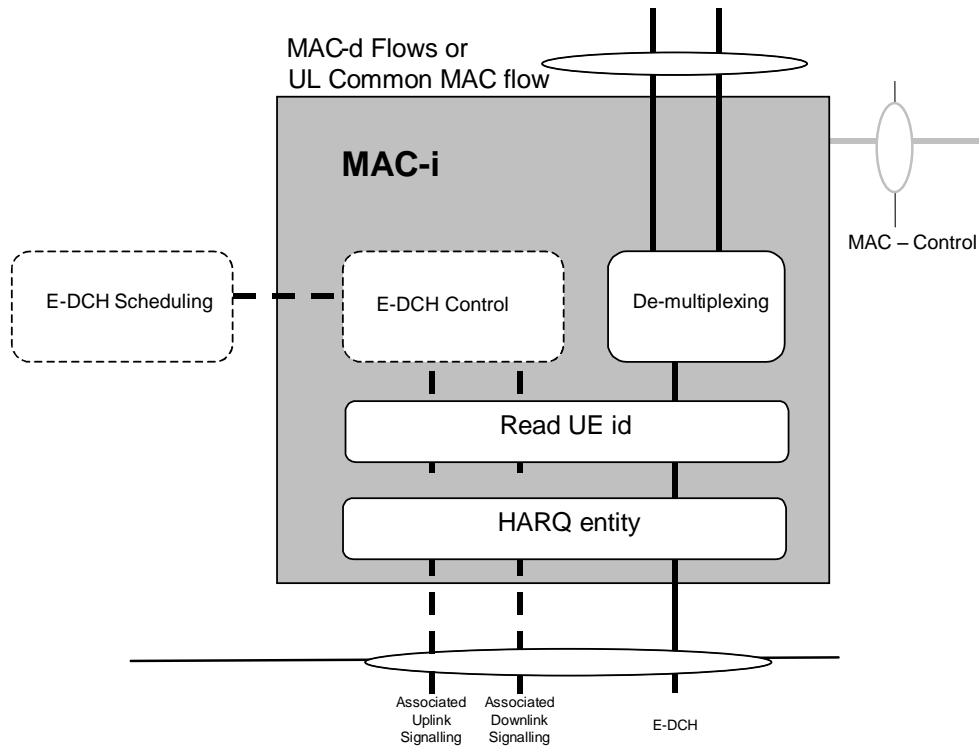 MAC-d Flows or
UL Common MAC flow
MAC-i
MAC – Control
E-DCH Scheduling
E-DCH Control
De-multiplexing
Read UE id
HARQ entity
Associated
Uplink
Signalling
Associated
Downlink
Signalling
E-DCH